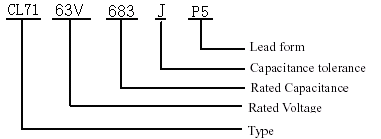 CL71 63V 683 J P5
Lead form
Capacitance tolerance
Rated Capacitance
Rated Voltage
Type